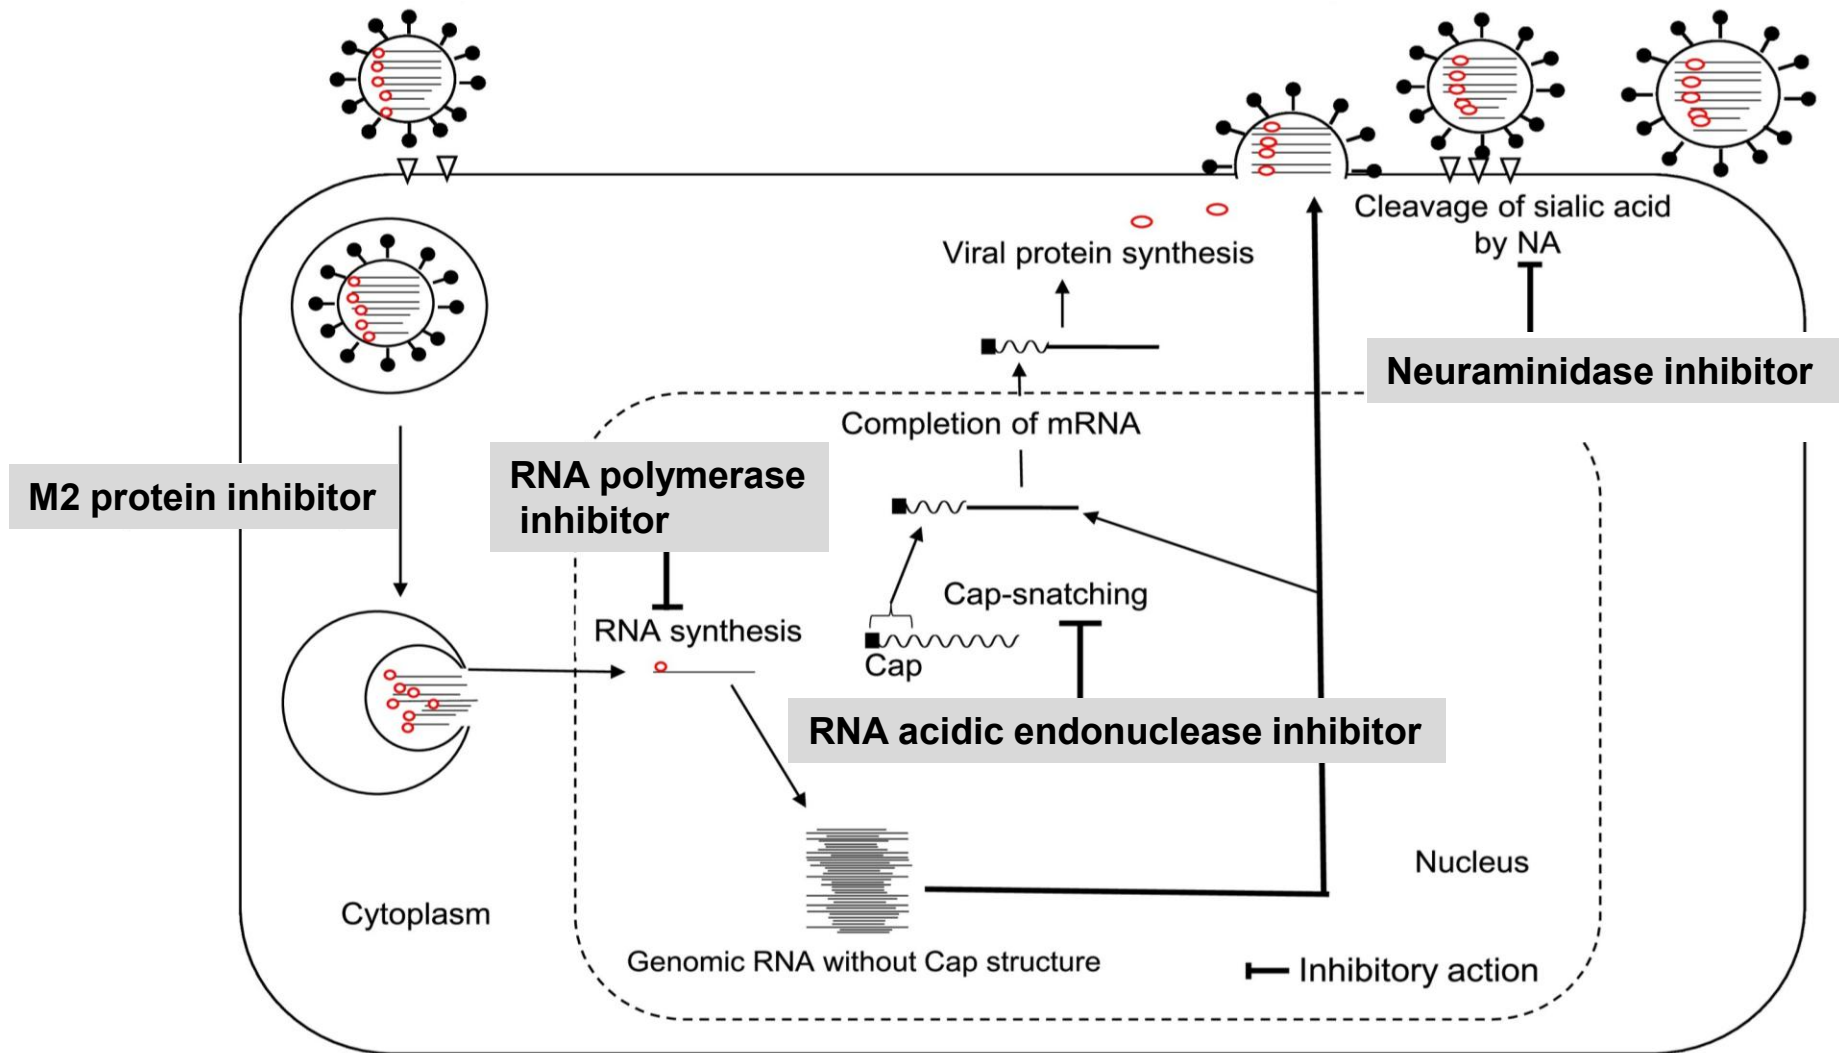 Cleavage of sialic acid
by NA
Viral protein synthesis
Neuraminidase inhibitor
Completion of mRNA
M2 protein inhibitor
RNA polymerase
inhibitor
Cap-snatching
RNA synthesis
Cap
RNA acidic endonuclease inhibitor
Nucleus
Cytoplasm
Genomic RNA without Cap structure
Inhibitory action